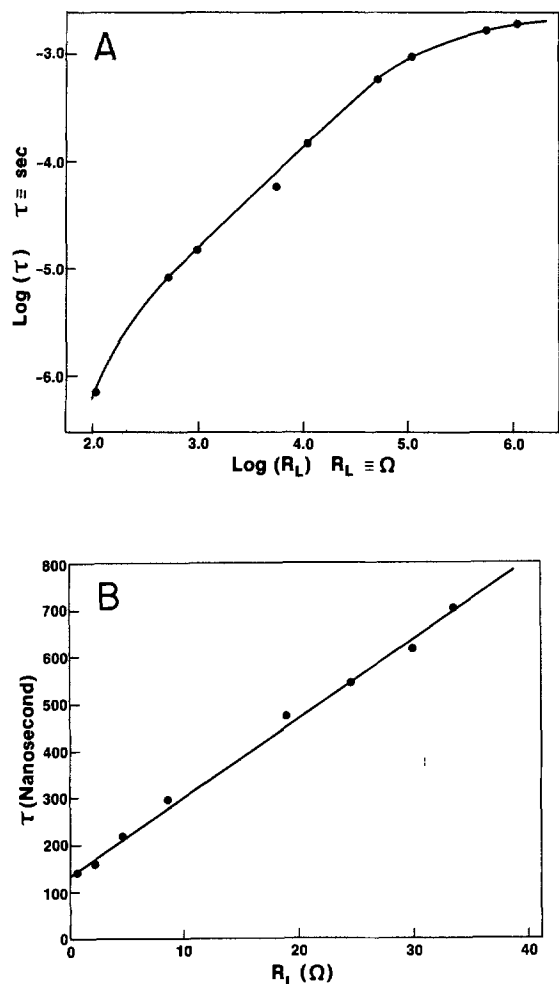 A
-3.0
-4.0
-5.0
-6.0
Log (τ) τ ≡ sec
2.0 3.0 4.0 5.0 6.0
Log (R_L) R_L ≡ Ω
B
800
700
600
500
400
300
200
100
0
τ (Nanosecond)
0 10 20 30 40
R_L (Ω)